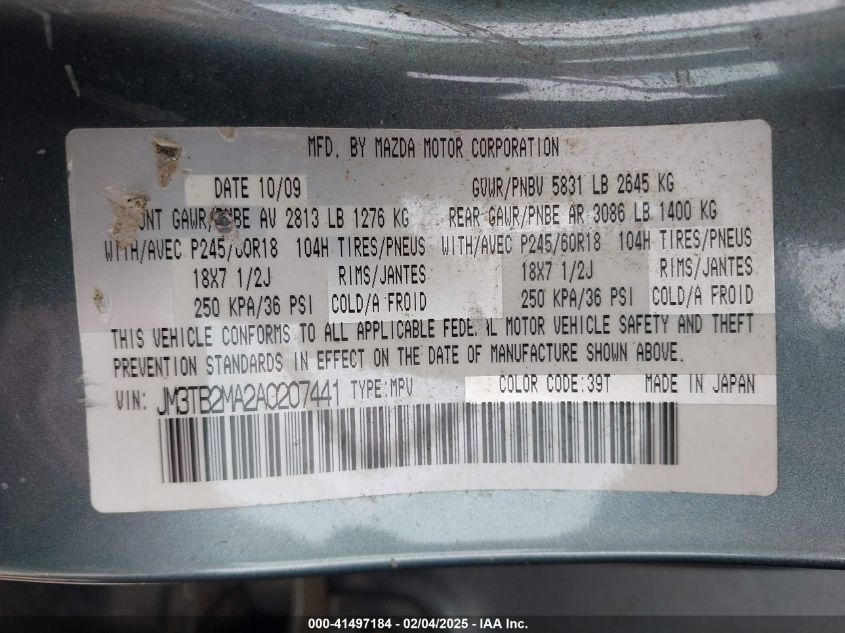 MFD. BY MAZDA MOTOR CORPORATION
DATE 10/09 GVWR/PNBV 5831 LB 2645 KG
GAWR/PNBE AV 2813 LB 1276 KG REAR GAWR/PNBE AR 3086 LB 1400 KG
WITH/AVEC P245/60R18 104H TIRES/PNEUS WITH/AVEC P245/60R18 104H TIRES/PNEUS
18X7 1/2J RIMS/JANTES 18X7 1/2J RIMS/JANTES
250 KPA/36 PSI COLD/A FROID 250 KPA/36 PSI COLD/A FROID
THIS VEHICLE CONFORMS TO ALL APPLICABLE FEDERAL MOTOR VEHICLE SAFETY AND THEFT
PREVENTION STANDARDS IN EFFECT ON THE DATE OF MANUFACTURE SHOWN ABOVE.
VIN: JM3TB2MA2A0207441 TYPE:MPV COLOR CODE:39T MADE IN JAPAN
000-41497184 - 02/04/2025 - IAA Inc.